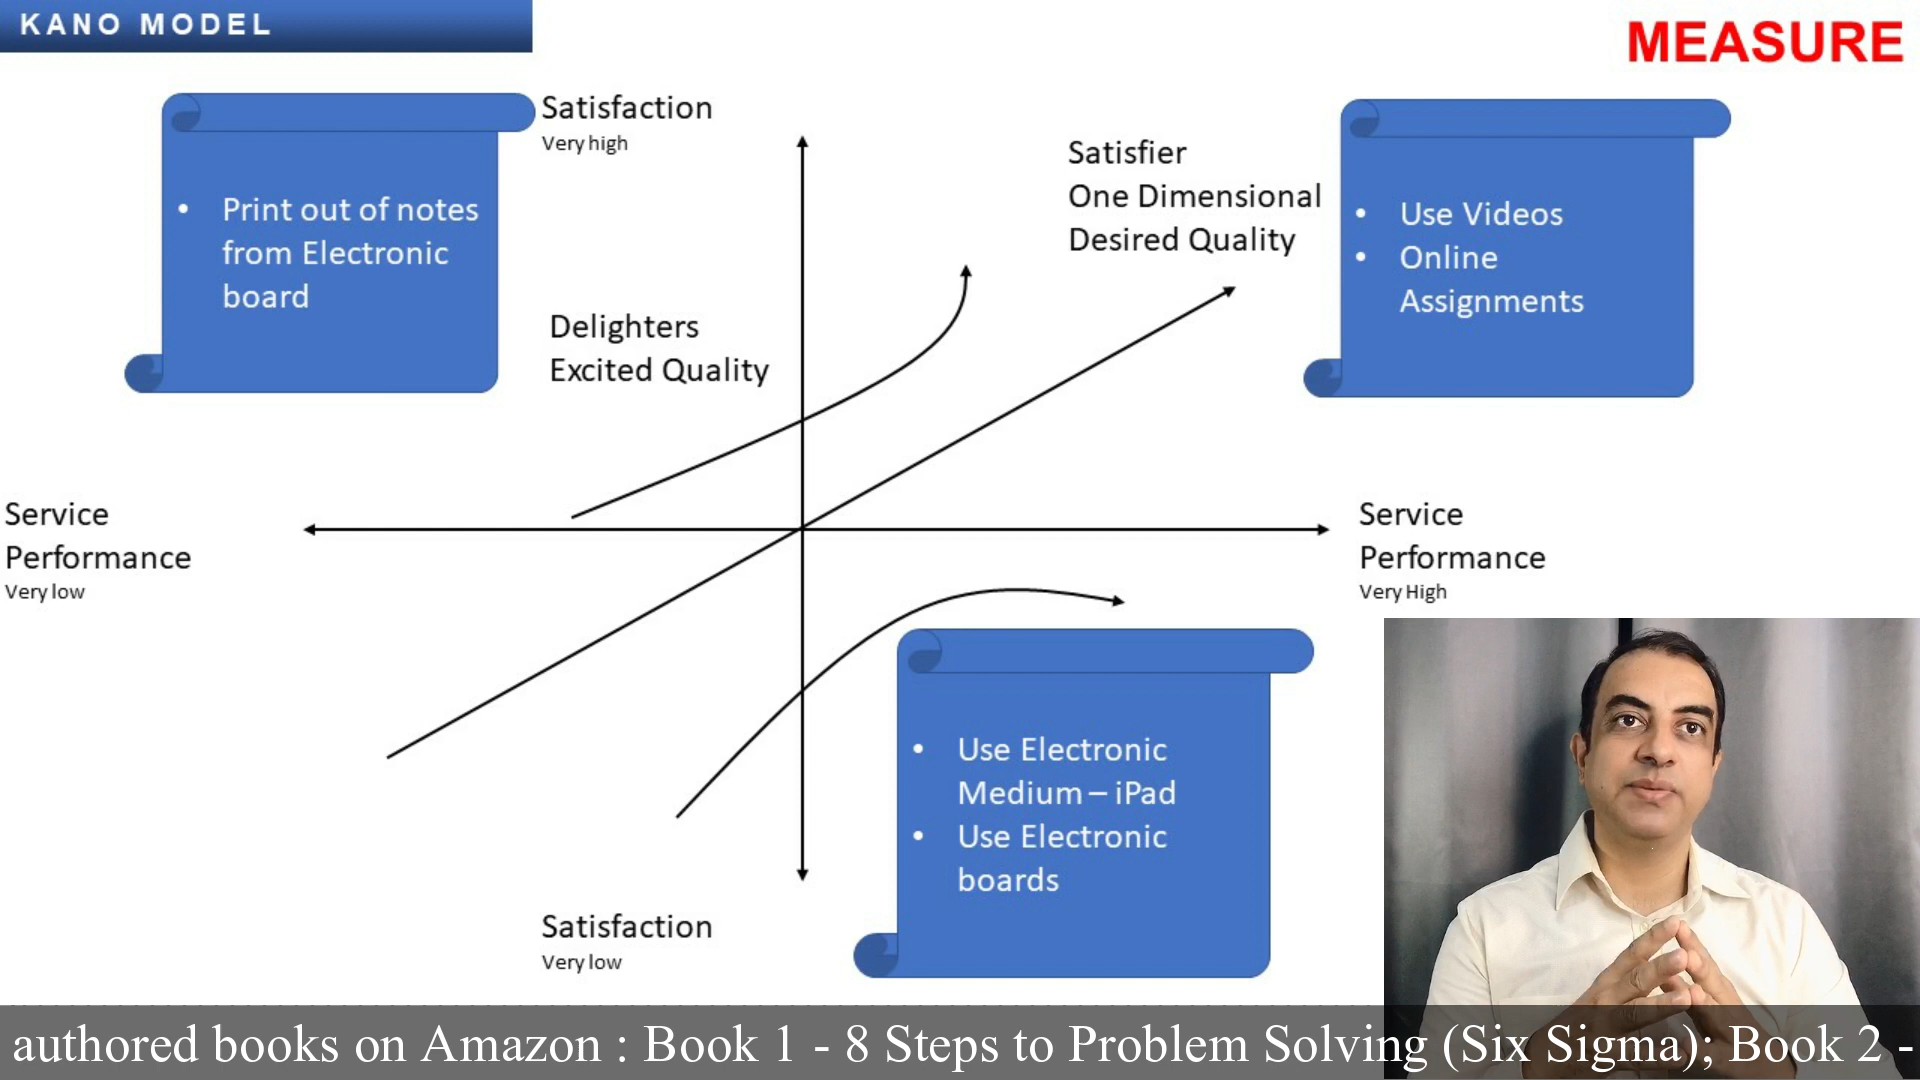 KANO MODEL
MEASURE
Satisfaction
Very high
Print out of notes
from Electronic
board
Satisfier
One Dimensional
Desired Quality
• Use Videos
• Online
Assignments
Delighters
Excited Quality
Service
Performance
Very low
Service
Performance
Very High
• Use Electronic
Medium – iPad
• Use Electronic
boards
Satisfaction
Very low
authored books on Amazon : Book 1 - 8 Steps to Problem Solving (Six Sigma); Book 2 -